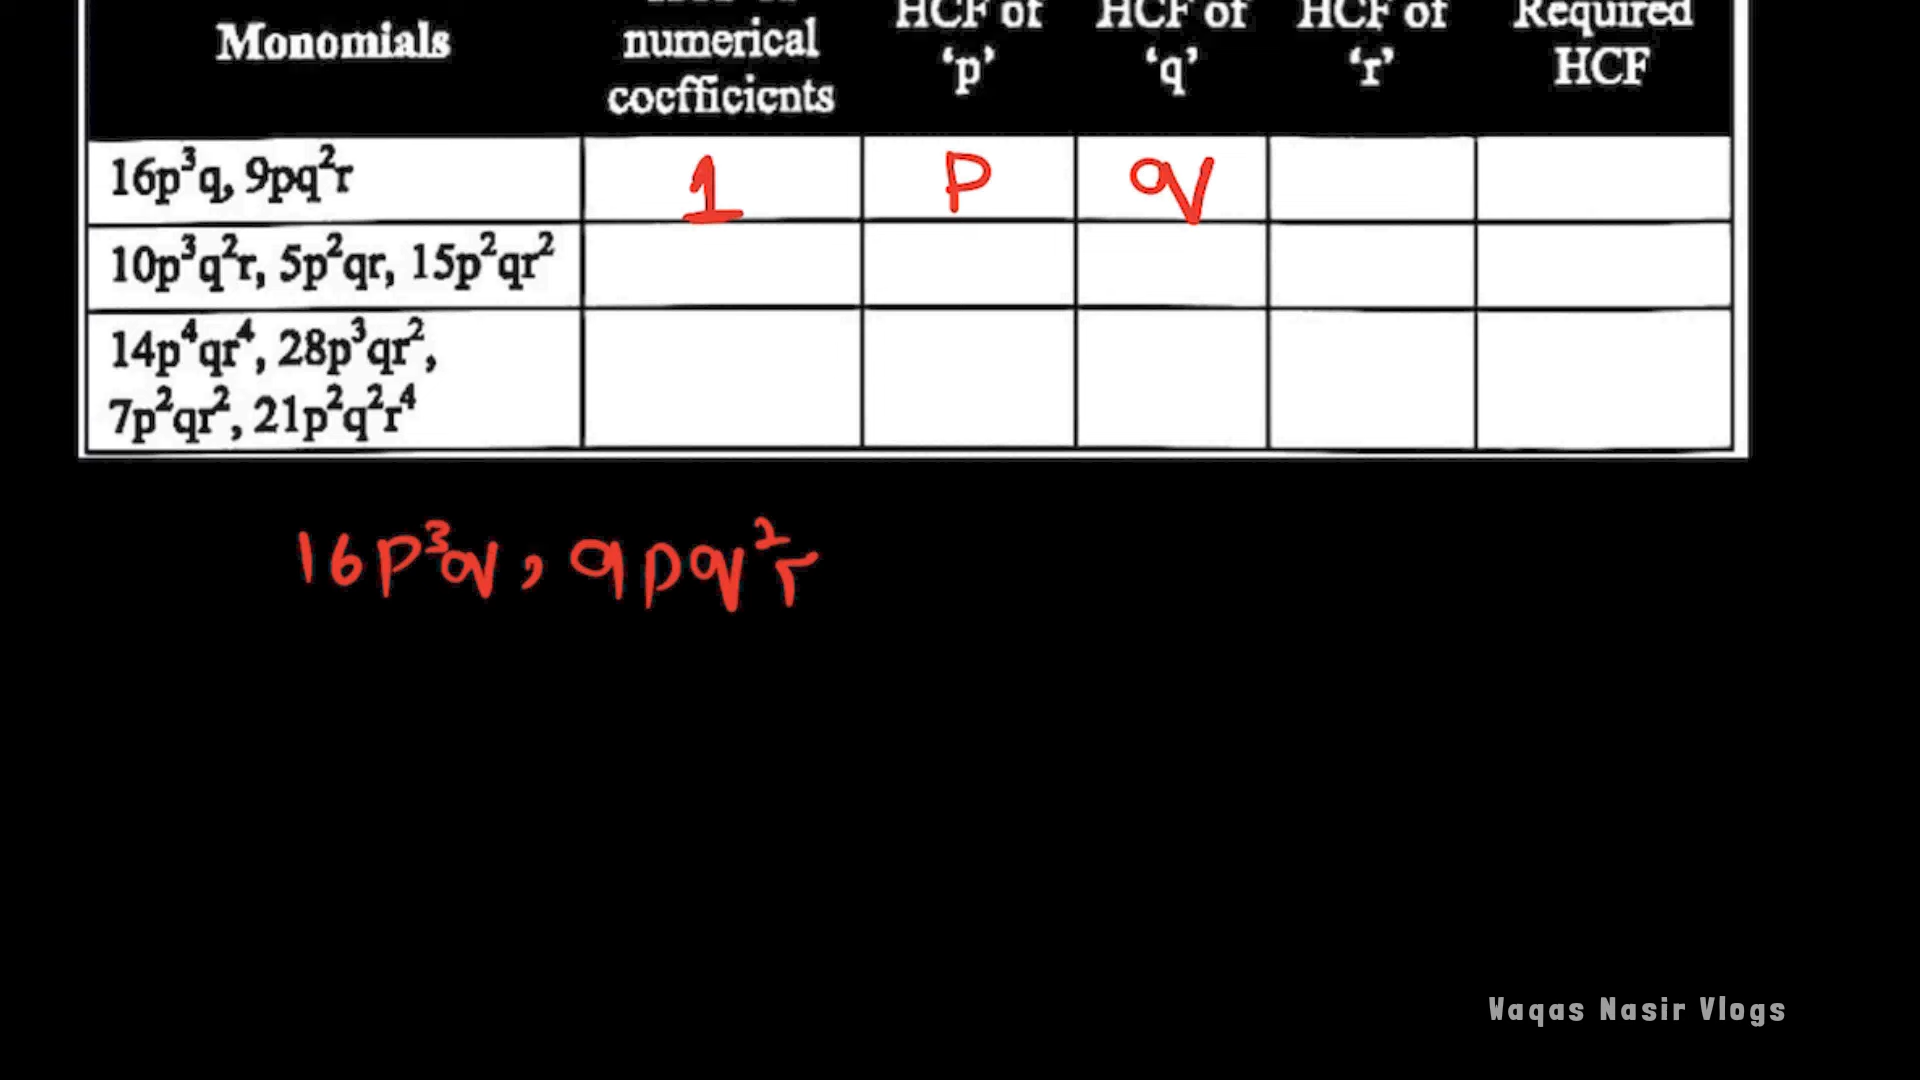 HCF of HCF of HCF of Required
Monomials numerical coefficients 'p' 'q' 'r' HCF
16p³q, 9pq²r 1 P q
10p³q²r, 5p²qr, 15p²qr²
14p⁴qr⁴, 28p³qr²,
7p²qr², 21p²q²r⁴
16p³q, 9pq²r
Waqas Nasir Vlogs